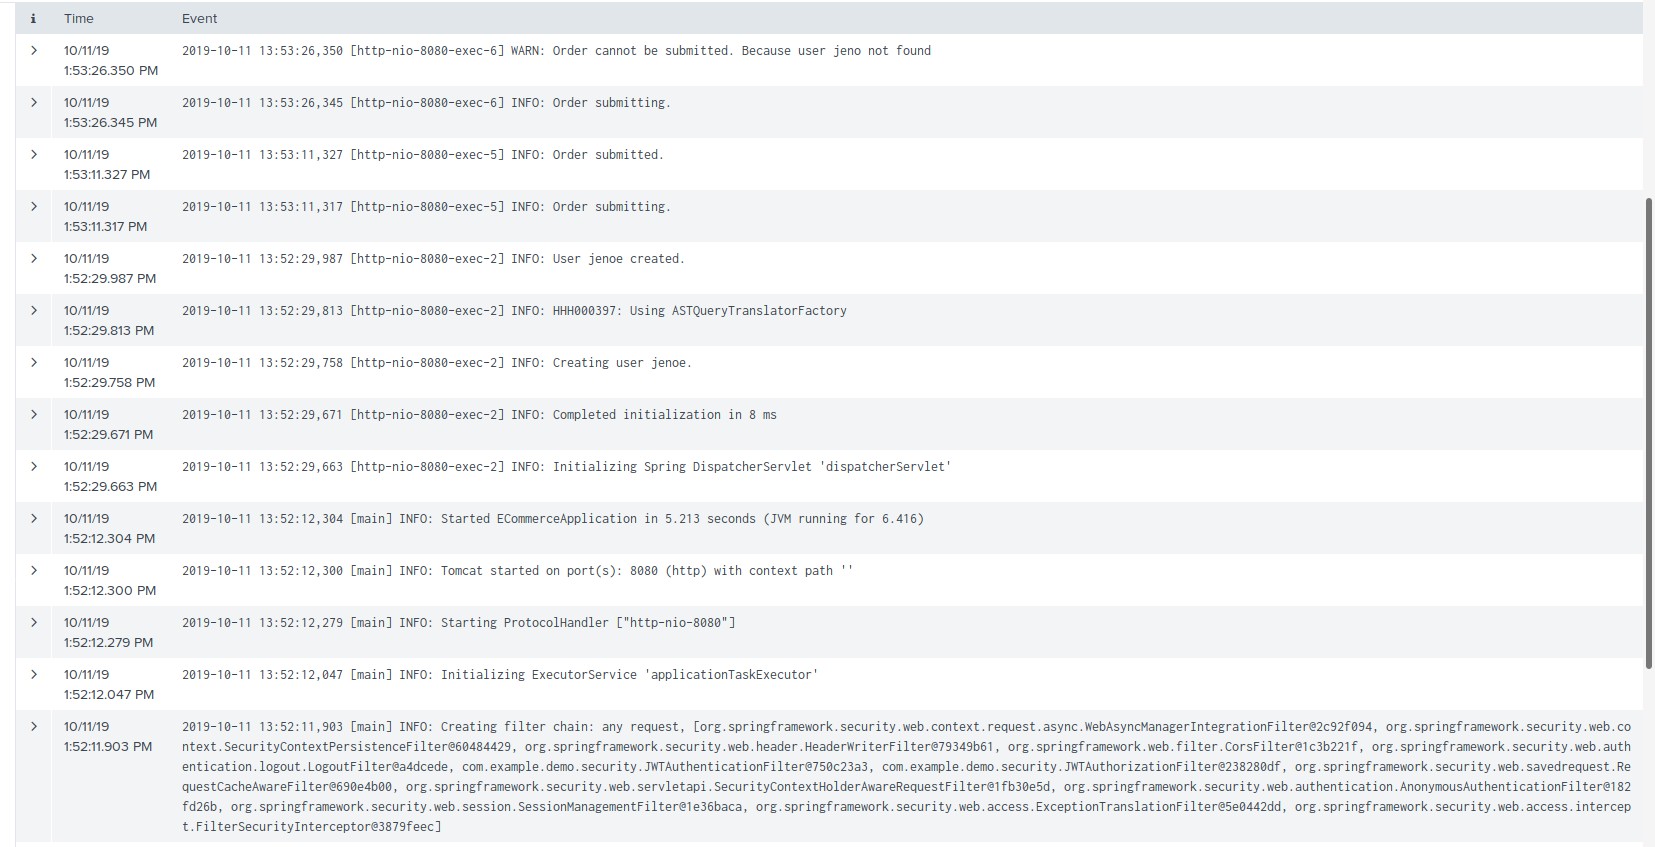 i Time Event
10/11/19 2019-10-11 13:53:26,350 [http-nio-8080-exec-6] WARN: Order cannot be submitted. Because user jeno not found
1:53:26.350 PM
10/11/19 2019-10-11 13:53:26,345 [http-nio-8080-exec-6] INFO: Order submitting.
1:53:26.345 PM
10/11/19 2019-10-11 13:53:11,327 [http-nio-8080-exec-5] INFO: Order submitted.
1:53:11.327 PM
10/11/19 2019-10-11 13:53:11,317 [http-nio-8080-exec-5] INFO: Order submitting.
1:53:11.317 PM
10/11/19 2019-10-11 13:52:29,987 [http-nio-8080-exec-2] INFO: User jenoe created.
1:52:29.987 PM
10/11/19 2019-10-11 13:52:29,813 [http-nio-8080-exec-2] INFO: HHH000397: Using ASTQueryTranslatorFactory
1:52:29.813 PM
10/11/19 2019-10-11 13:52:29,758 [http-nio-8080-exec-2] INFO: Creating user jenoe.
1:52:29.758 PM
10/11/19 2019-10-11 13:52:29,671 [http-nio-8080-exec-2] INFO: Completed initialization in 8 ms
1:52:29.671 PM
10/11/19 2019-10-11 13:52:29,663 [http-nio-8080-exec-2] INFO: Initializing Spring DispatcherServlet 'dispatcherServlet'
1:52:29.663 PM
10/11/19 2019-10-11 13:52:12,304 [main] INFO: Started ECommerceApplication in 5.213 seconds (JVM running for 6.416)
1:52:12.304 PM
10/11/19 2019-10-11 13:52:12,300 [main] INFO: Tomcat started on port(s): 8080 (http) with context path ''
1:52:12.300 PM
10/11/19 2019-10-11 13:52:12,279 [main] INFO: Starting ProtocolHandler ["http-nio-8080"]
1:52:12.279 PM
10/11/19 2019-10-11 13:52:12,047 [main] INFO: Initializing ExecutorService 'applicationTaskExecutor'
1:52:12.047 PM
10/11/19 2019-10-11 13:52:11,903 [main] INFO: Creating filter chain: any request, [org.springframework.security.web.context.request.async.WebAsyncManagerIntegrationFilter@2c92f094, org.springframework.security.web.co
1:52:11.903 PM ntext.SecurityContextPersistenceFilter@60484429, org.springframework.security.web.header.HeaderWriterFilter@79349b61, org.springframework.web.filter.CorsFilter@1c3b221f, org.springframework.security.web.auth
entication.logout.LogoutFilter@a4dcede, com.example.demo.security.JWTAuthenticationFilter@750c23a3, com.example.demo.security.JWTAuthorizationFilter@238280df, org.springframework.security.web.savedrequest.Re
questCacheAwareFilter@690e4b00, org.springframework.security.web.servletapi.SecurityContextHolderAwareRequestFilter@1fb30e5d, org.springframework.security.web.authentication.AnonymousAuthenticationFilter@182
fd26b, org.springframework.security.web.session.SessionManagementFilter@1e36baca, org.springframework.security.web.access.ExceptionTranslationFilter@5e0442dd, org.springframework.security.web.access.intercep
t.FilterSecurityInterceptor@3879feec]